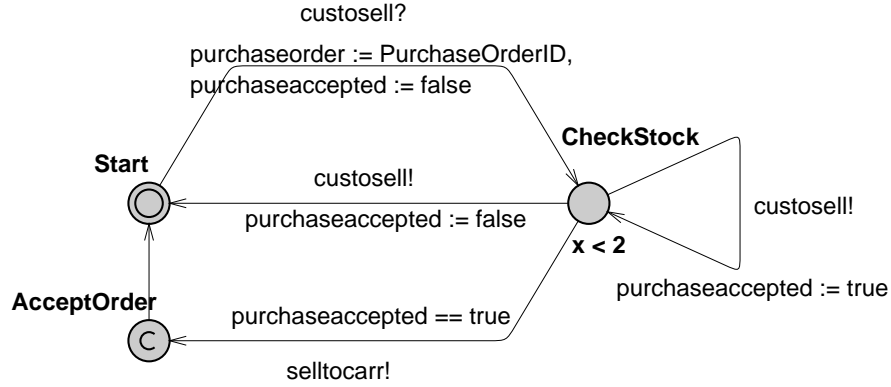 custosell?
purchaseorder := PurchaseOrderID,
purchaseaccepted := false
CheckStock
Start
custosell!
purchaseaccepted := false
custosell!
x < 2
purchaseaccepted := true
AcceptOrder
purchaseaccepted == true
C
selltocarr!